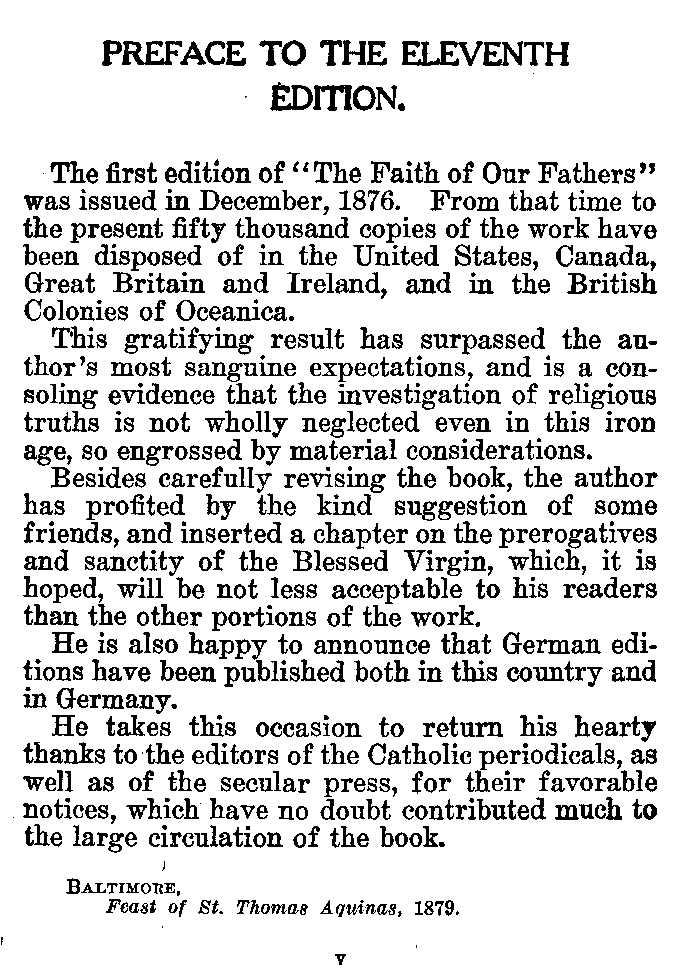 PREFACE TO THE ELEVENTH
EDITION.
The first edition of "The Faith of Our Fathers"
was issued in December, 1876. From that time to
the present fifty thousand copies of the work have
been disposed of in the United States, Canada,
Great Britain and Ireland, and in the British
Colonies of Oceanica.
This gratifying result has surpassed the au-
thor's most sanguine expectations, and is a con-
soling evidence that the investigation of religious
truths is not wholly neglected even in this iron
age, so engrossed by material considerations.
Besides carefully revising the book, the author
has profited by the kind suggestion of some
friends, and inserted a chapter on the prerogatives
and sanctity of the Blessed Virgin, which, it is
hoped, will be not less acceptable to his readers
than the other portions of the work.
He is also happy to announce that German edi-
tions have been published both in this country and
in Germany.
He takes this occasion to return his hearty
thanks to the editors of the Catholic periodicals, as
well as of the secular press, for their favorable
notices, which have no doubt contributed much to
the large circulation of the book.
BALTIMORE,
Feast of St. Thomas Aquinas, 1879.
v